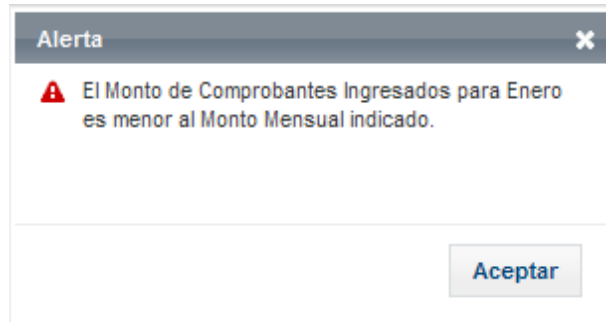 Alerta
El Monto de Comprobantes Ingresados para Enero
es menor al Monto Mensual indicado.
Aceptar